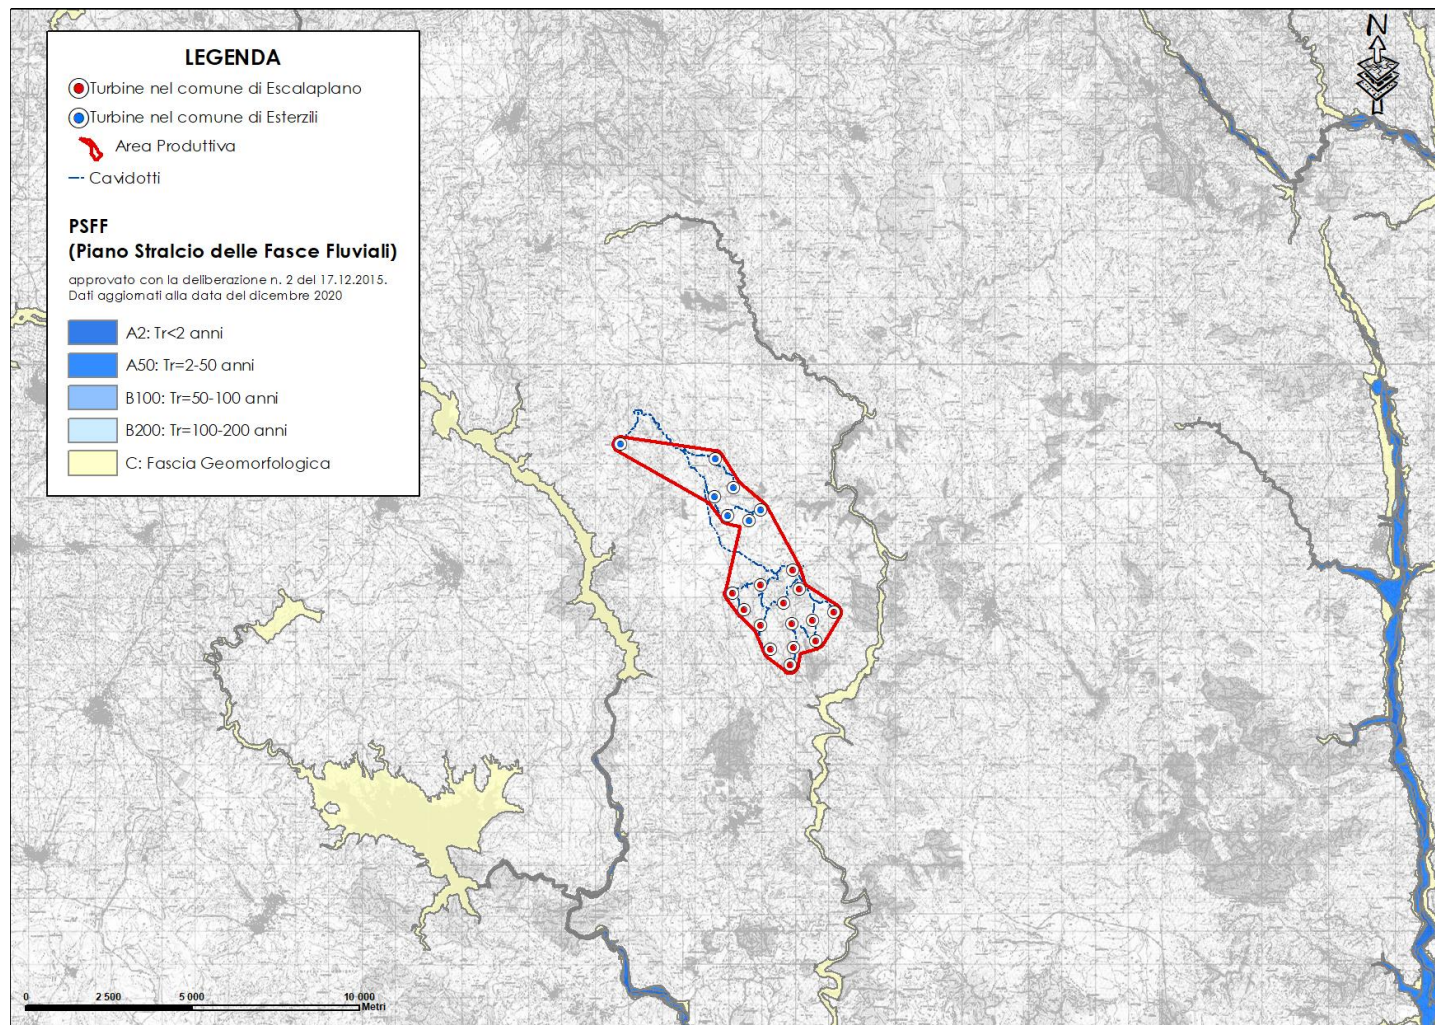 LEGENDA
Turbine nel comune di Escalaplano
Turbine nel comune di Esterzili
Area Produttiva
Cavidotti
PSFF
(Piano Stralcio delle Fasce Fluviali)
approvato con la deliberazione n. 2 del 17.12.2015.
Dati aggiornati alla data del dicembre 2020
A2: Tr<2 anni
A50: Tr=2-50 anni
B100: Tr=50-100 anni
B200: Tr=100-200 anni
C: Fascia Geomorfologica
N
0 2 500 5 000 10 000
Metri